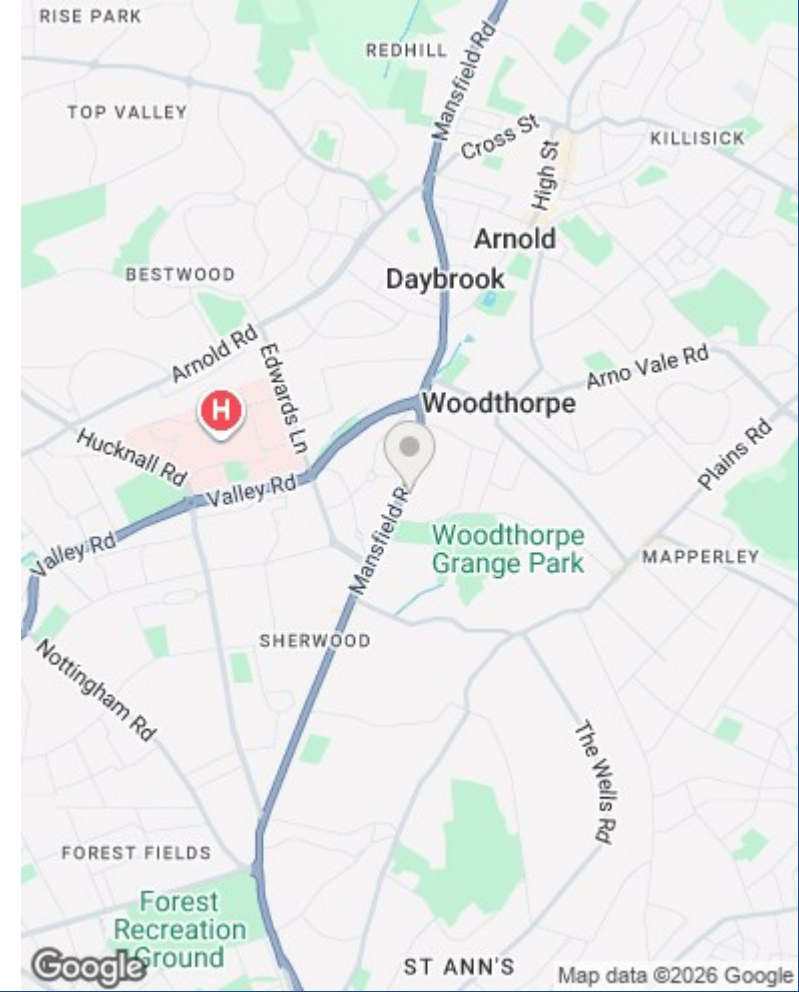 RISE PARK
REDHILL
Mansfield Rd
TOP VALLEY
Cross St
KILLISICK
High St
Arnold
BESTWOOD
Daybrook
Arnold Rd
Edwards Ln
Arno Vale Rd
H
Woodthorpe
Hucknall Rd
Plains Rd
Valley Rd
Mansfield Rd
Valley Rd
Woodthorpe
Grange Park
MAPPERLEY
SHERWOOD
Nottingham Rd
The Wells Rd
FOREST FIELDS
Forest
Recreation
Ground
ST ANN'S
Google
Map data ©2026 Google